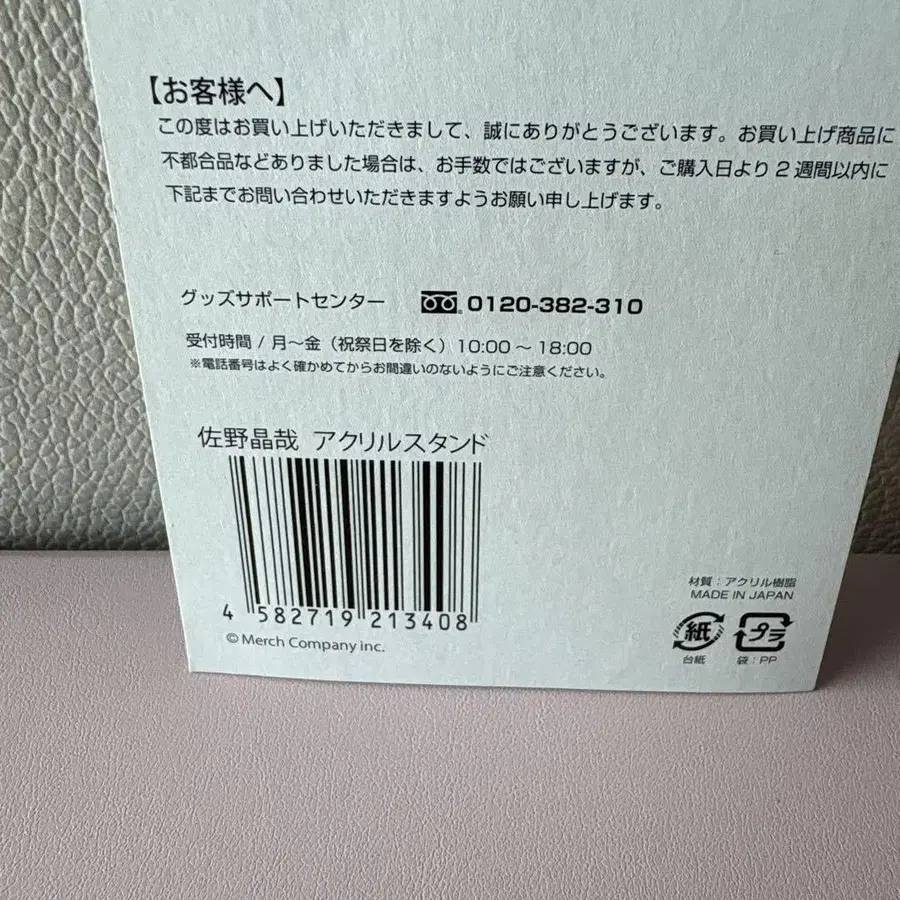 【お客様へ】
この度はお買い上げいただきまして、誠にありがとうございます。お買い上げ商品に
不都合品などありました場合は、お手数ではございますが、ご購入日より2週間以内に
下記までお問い合わせいただきますようお願い申し上げます。
グッズサポートセンター 0120-382-310
受付時間 / 月〜金（祝祭日を除く）10:00 〜 18:00
※電話番号はよく確かめてからお間違いのないようにご注意ください。
佐野晶哉 アクリルスタンド
4 582719 213408
©Merch Company inc.
材質：アクリル樹脂
MADE IN JAPAN
紙 プラ
台紙 袋：PP